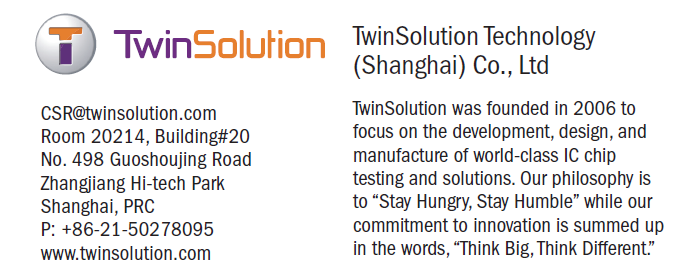 T
TwinSolution
CSR@twinsolution.com
Room 20214, Building#20
No. 498 Guoshoujing Road
Zhangjiang Hi-tech Park
Shanghai, PRC
P: +86-21-50278095
www.twinsolution.com
TwinSolution Technology
(Shanghai) Co., Ltd
TwinSolution was founded in 2006 to
focus on the development, design, and
manufacture of world-class IC chip
testing and solutions. Our philosophy is
to “Stay Hungry, Stay Humble” while our
commitment to innovation is summed up
in the words, “Think Big, Think Different.”